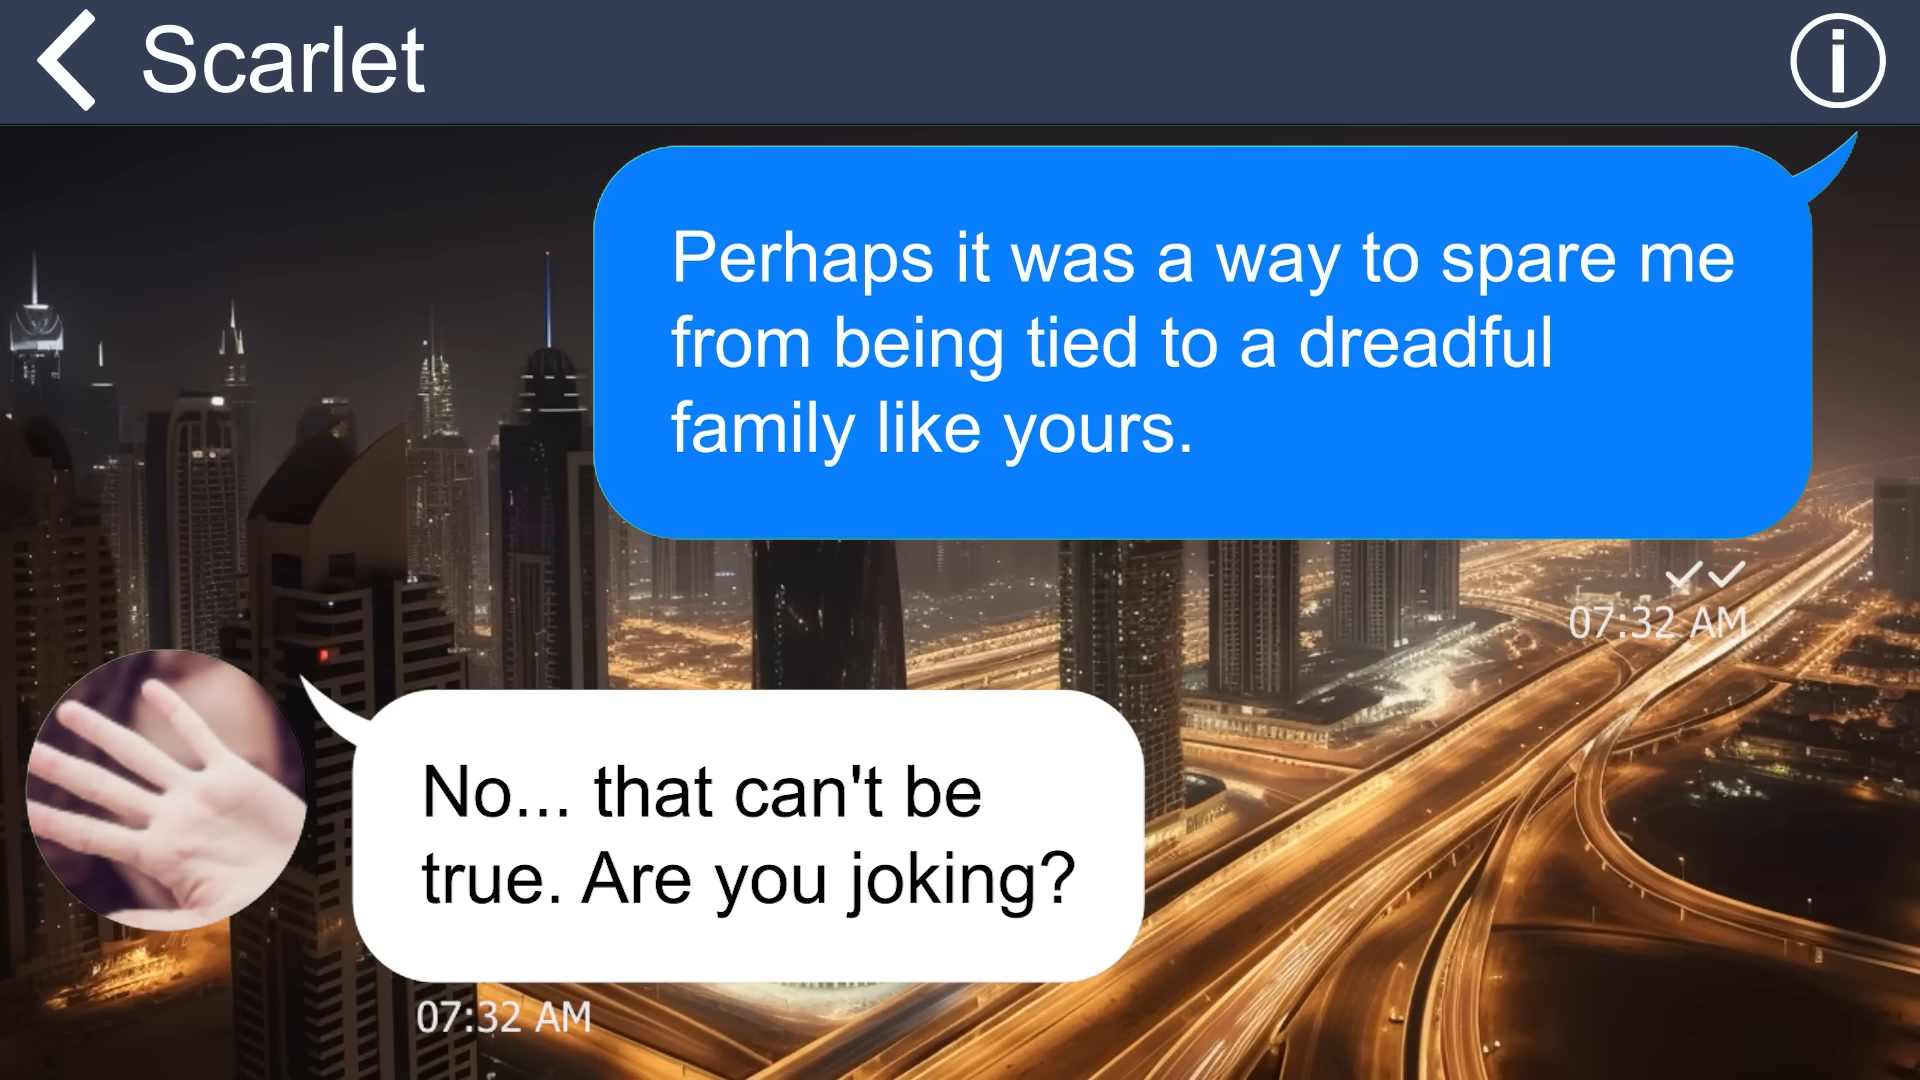 Scarlet
Perhaps it was a way to spare me
from being tied to a dreadful
family like yours.
07:32 AM
No... that can't be
true. Are you joking?
07:32 AM